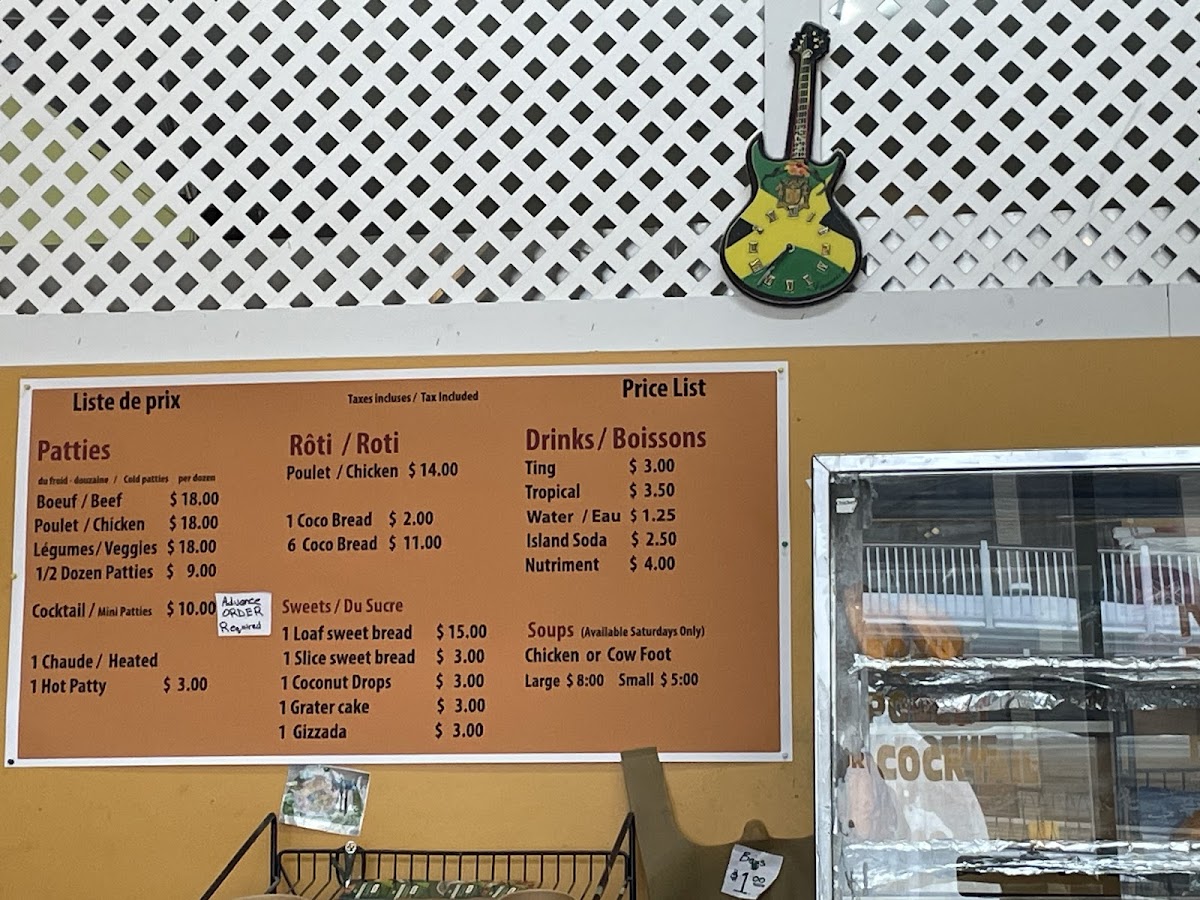 Liste de prix
Taxes incluses / Tax Included
Price List
Patties
du froid - douzaine / Cold patties per dozen
Boeuf / Beef $ 18.00
Poulet / Chicken $ 18.00
Légumes / Veggies $ 18.00
1/2 Dozen Patties $ 9.00
Cocktail / Mini Patties $ 10.00
Advance
ORDER
Required
1 Chaude / Heated
1 Hot Patty $ 3.00
Rôti / Roti
Poulet / Chicken $ 14.00
1 Coco Bread $ 2.00
6 Coco Bread $ 11.00
Sweets / Du Sucre
1 Loaf sweet bread $ 15.00
1 Slice sweet bread $ 3.00
1 Coconut Drops $ 3.00
1 Grater cake $ 3.00
1 Gizzada $ 3.00
Drinks / Boissons
Ting $ 3.00
Tropical $ 3.50
Water / Eau $ 1.25
Island Soda $ 2.50
Nutriment $ 4.00
Soups (Available Saturdays Only)
Chicken or Cow Foot
Large $ 8:00 Small $ 5:00
Bags
$1.00